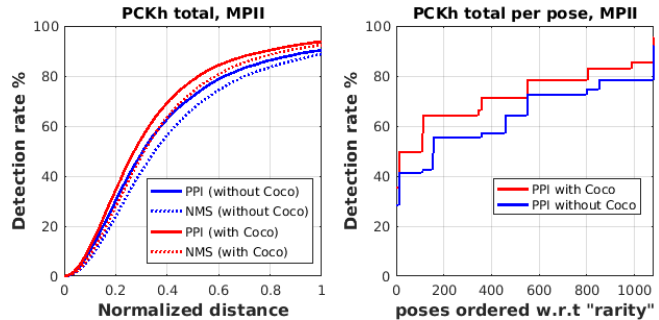 PCKh total, MPII
Detection rate %
100
80
60
40
20
0
0
0.2
0.4
0.6
0.8
1
Normalized distance
PPI (without Coco)
NMS (without Coco)
PPI (with Coco)
NMS (with Coco)
PCKh total per pose, MPII
Detection rate %
100
80
60
40
20
0
0
200
400
600
800
1000
poses ordered w.r.t "rarity"
PPI with Coco
PPI without Coco